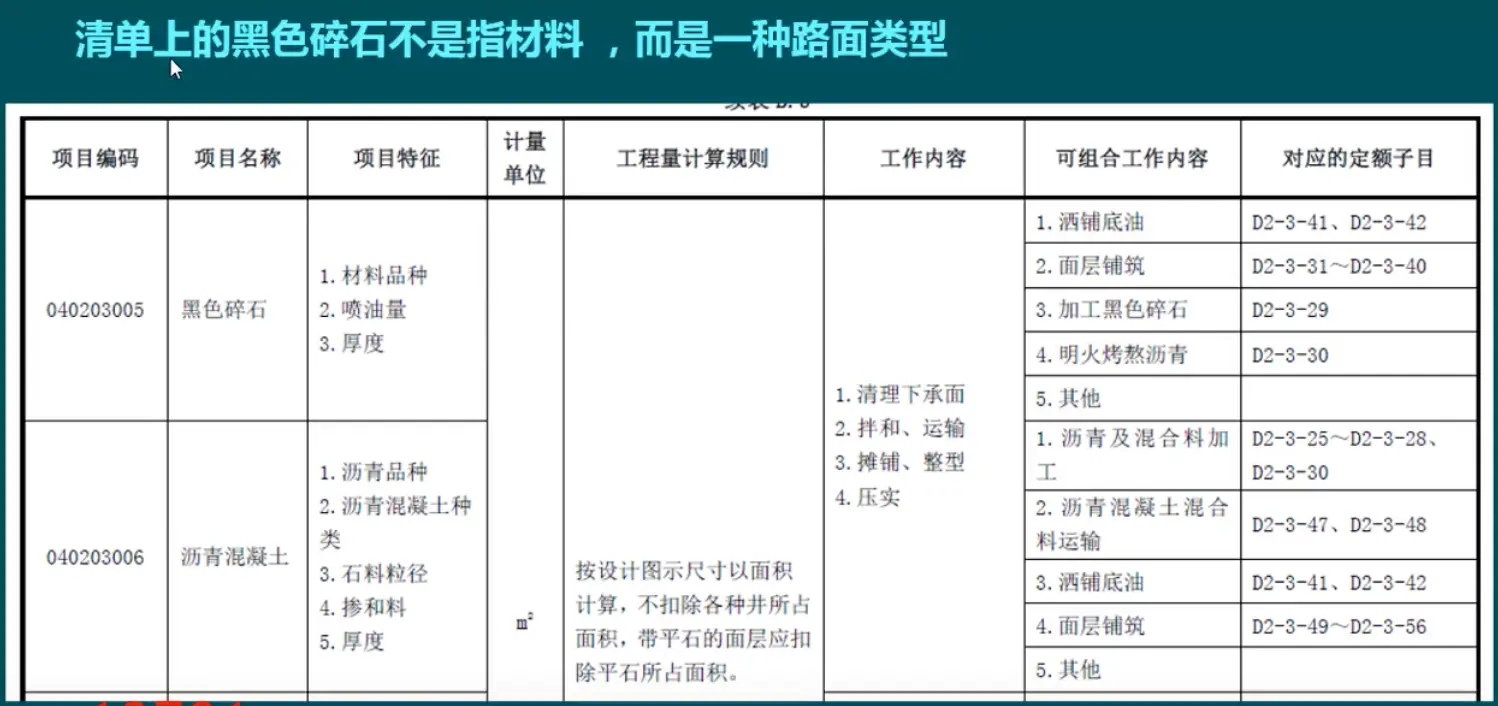 清单上的黑色碎石不是指材料 ，而是一种路面类型
项目编码
项目名称
项目特征
计量
单位
工程量计算规则
工作内容
可组合工作内容
对应的定额子目
040203005
黑色碎石
1. 材料品种
2. 喷油量
3. 厚度
1. 洒铺底油
D2-3-41、D2-3-42
2. 面层铺筑
D2-3-31～D2-3-40
3. 加工黑色碎石
D2-3-29
4. 明火烤熬沥青
D2-3-30
5. 其他
040203006
沥青混凝土
1. 沥青品种
2. 沥青混凝土种
类
3. 石料粒径
4. 掺和料
5. 厚度
m²
按设计图示尺寸以面积
计算，不扣除各种井所占
面积，带平石的面层应扣
除平石所占面积。
1. 清理下承面
2. 拌和、运输
3. 摊铺、整型
4. 压实
1. 沥青及混合料加
工
D2-3-25～D2-3-28、
D2-3-30
2. 沥青混凝土混合
料运输
D2-3-47、D2-3-48
3. 洒铺底油
D2-3-41、D2-3-42
4. 面层铺筑
D2-3-49～D2-3-56
5. 其他